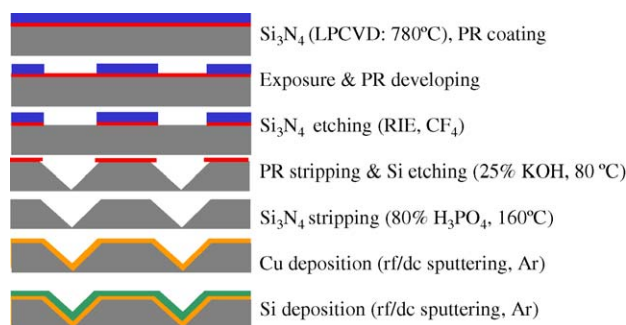 Si₃N₄ (LPCVD: 780ºC), PR coating
Exposure & PR developing
Si₃N₄ etching (RIE, CF₄)
PR stripping & Si etching (25% KOH, 80 ºC)
Si₃N₄ stripping (80% H₃PO₄, 160ºC)
Cu deposition (rf/dc sputtering, Ar)
Si deposition (rf/dc sputtering, Ar)